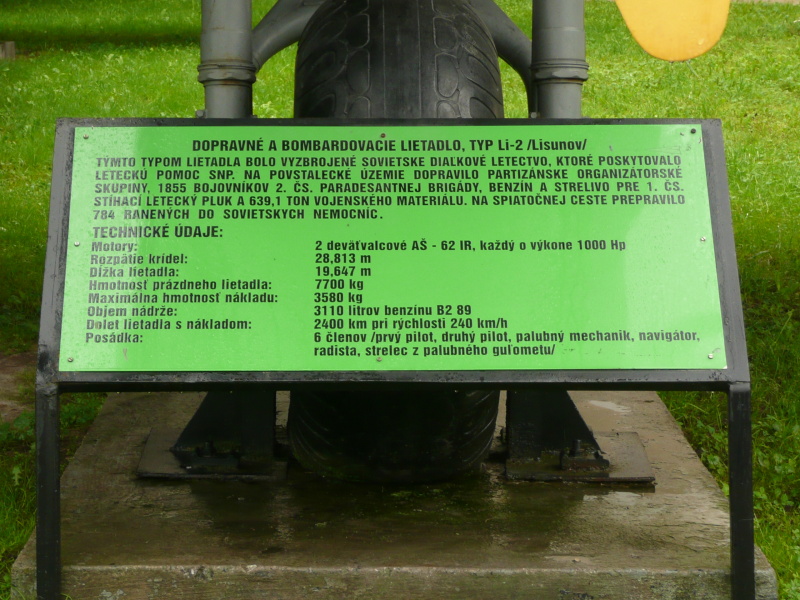 DOPRAVNÉ A BOMBARDOVACIE LIETADLO, TYP Li-2 /Lisunov/
TÝMTO TYPOM LIETADLA BOLO VYZBROJENÉ SOVIETSKE DIALKOVÉ LETECTVO, KTORÉ POSKYTOVALO
LETECKÚ POMOC SNP. NA POVSTALECKÉ ÚZEMIE DOPRAVILO PARTIZÁNSKE ORGANIZÁTORSKÉ
SKUPINY, 1855 BOJOVNÍKOV 2. ČS. PARADESANTNEJ BRIGÁDY, BENZÍN A STRELIVO PRE 1. ČS.
STÍHACÍ LETECKÝ PLUK A 639,1 TON VOJENSKÉHO MATERIÁLU. NA SPIATOČNEJ CESTE PREPRAVILO
784 RANENÝCH DO SOVIETSKYCH NEMOCNÍC.
TECHNICKÉ ÚDAJE:
Motory: 2 deväťvalcové AŠ - 62 IR, každý o výkone 1000 Hp
Rozpätie krídel: 28,813 m
Dĺžka lietadla: 19,647 m
Hmotnosť prázdneho lietadla: 7700 kg
Maximálna hmotnosť nákladu: 3580 kg
Objem nádrže: 3110 litrov benzínu B2 89
Dolet lietadla s nákladom: 2400 km pri rýchlosti 240 km/h
Posádka: 6 členov /prvý pilot, druhý pilot, palubný mechanik, navigátor,
radista, strelec z palubného guľometu/